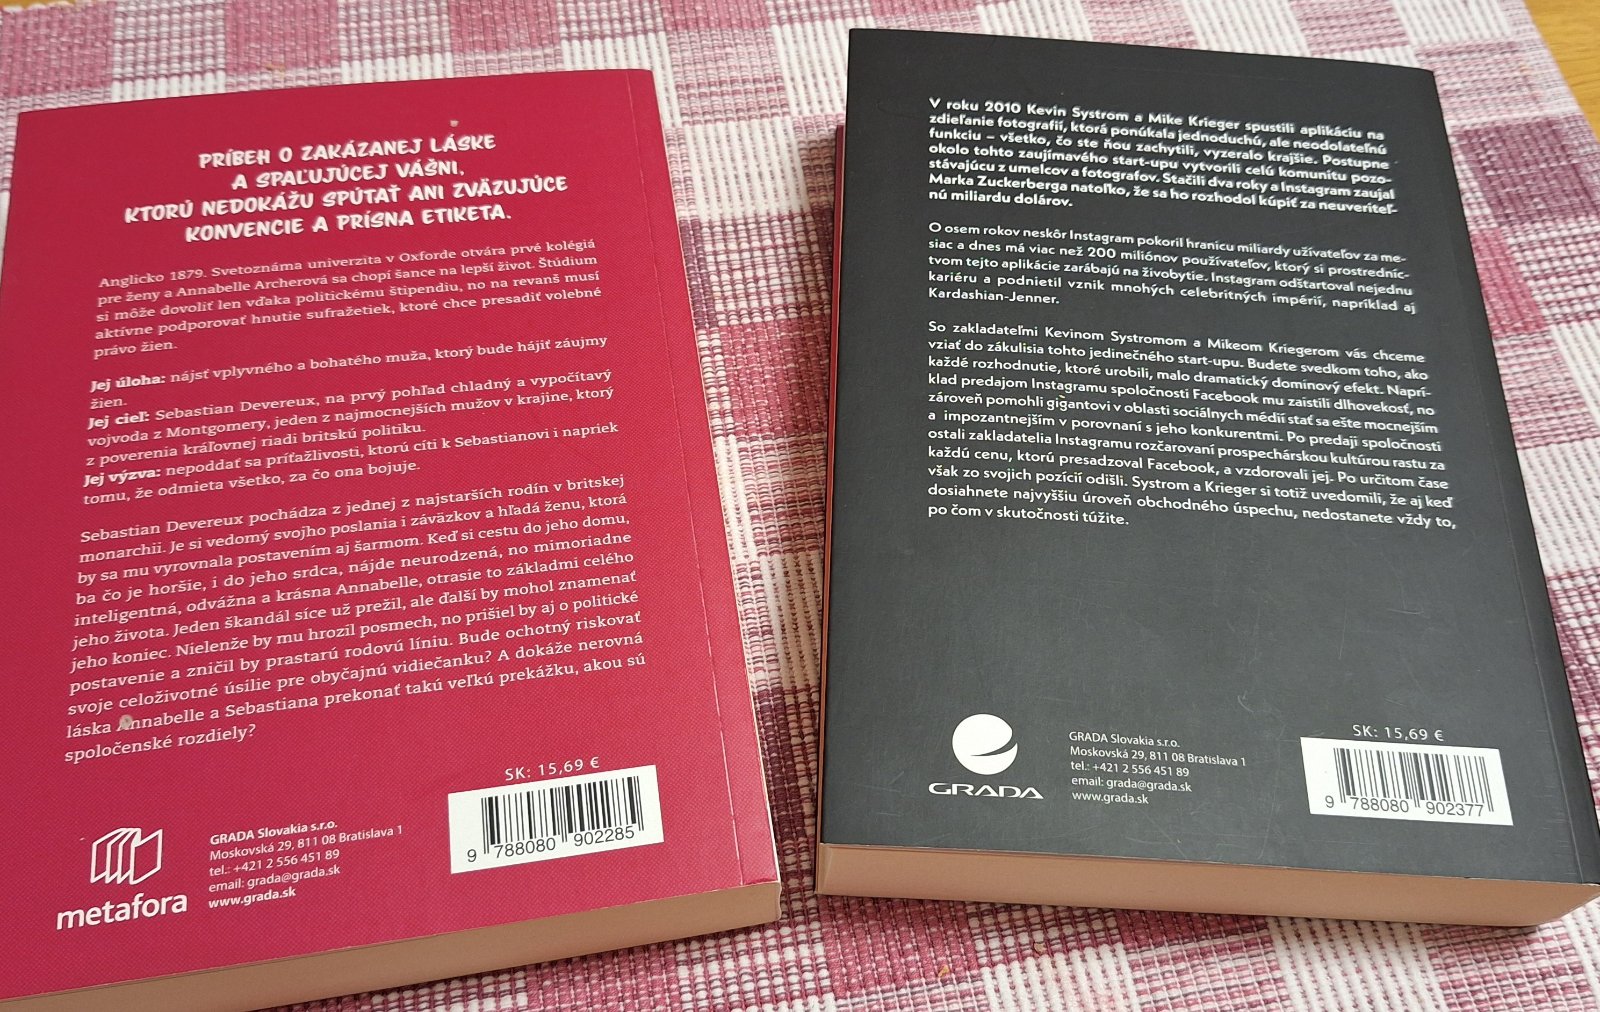 PRÍBEH O ZAKÁZANEJ LÁSKE
A SPAĽUJÚCEJ VÁŠNI,
KTORÚ NEDOKÁŽU SPÚTAŤ ANI ZVÄZUJÚCE
KONVENCIE A PRÍSNA ETIKETA.
Anglicko 1879. Svetoznáma univerzita v Oxforde otvára prvé kolégiá
pre ženy a Annabelle Archerová sa chopí šance na lepší život. Štúdium
si môže dovoliť len vďaka politickému štipendiu, no na revanš musí
aktívne podporovať hnutie sufražetiek, ktoré chce presadiť volebné
právo žien.
Jej úloha: nájsť vplyvného a bohatého muža, ktorý bude hájiť záujmy
žien.
Jej cieľ: Sebastian Devereux, na prvý pohľad chladný a vypočítavý
vojvoda z Montgomery, jeden z najmocnejších mužov v krajine, ktorý
z poverenia kráľovnej riadi britskú politiku.
Jej výzva: nepoddať sa príťažlivosti, ktorú cíti k Sebastianovi i napriek
tomu, že odmieta všetko, za čo ona bojuje.
Sebastian Devereux pochádza z jednej z najstarších rodín v britskej
monarchii. Je si vedomý svojho poslania i záväzkov a hľadá ženu, ktorá
by sa mu vyrovnala postavením aj šarmom. Keď si cestu do jeho domu,
ba čo je horšie, i do jeho srdca, nájde neurodzená, no mimoriadne
inteligentná, odvážna a krásna Annabelle, otrasie to základmi celého
jeho života. Jeden škandál síce už prežil, ale ďalší by mohol znamenať
jeho koniec. Nielenže by mu hrozil posmech, no prišiel by aj o politické
postavenie a zničil by prastarú rodovú líniu. Bude ochotný riskovať
svoje celoživotné úsilie pre obyčajnú vidiečanku? A dokáže nerovná
láska Annabelle a Sebastiana prekonať takú veľkú prekážku, akou sú
spoločenské rozdiely?
SK: 15,69 €
9 788080 902285
metafora
GRADA Slovakia s.r.o.
Moskovská 29, 811 08 Bratislava 1
tel.: +421 2 556 451 89
email: grada@grada.sk
www.grada.sk
V roku 2010 Kevin Systrom a Mike Krieger spustili aplikáciu na
zdieľanie fotografií, ktorá ponúkala jednoduchú, ale neodolateľnú
funkciu – všetko, čo ste ňou zachytili, vyzeralo krajšie. Postupne
okolo tohto zaujímavého start-upu vytvorili celú komunitu pozo-
stávajúcu z umelcov a fotografov. Stačili dva roky a Instagram zaujal
Marka Zuckerberga natoľko, že sa ho rozhodol kúpiť za neuveriteľ-
nú miliardu dolárov.
O osem rokov neskôr Instagram pokoril hranicu miliardy užívateľov za me-
siac a dnes má viac než 200 miliónov používateľov, ktorý si prostredníc-
tvom tejto aplikácie zarábajú na živobytie. Instagram odštartoval nejednu
kariéru a podnietil vznik mnohých celebritných impérií, napríklad aj
Kardashian-Jenner.
So zakladateľmi Kevinom Systromom a Mikeom Kriegerom vás chceme
vziať do zákulisia tohto jedinečného start-upu. Budete svedkom toho, ako
každé rozhodnutie, ktoré urobili, malo dramatický dominový efekt. Naprí-
klad predajom Instagramu spoločnosti Facebook mu zaistili dlhovekosť, no
zároveň pomohli gigantovi v oblasti sociálnych médií stať sa ešte mocnejším
a impozantnejším v porovnaní s jeho konkurentmi. Po predaji spoločnosti
ostali zakladatelia Instagramu rozčarovaní prospechárskou kultúrou rastu za
každú cenu, ktorú presadzoval Facebook, a vzdorovali jej. Po určitom čase
však zo svojich pozícií odišli. Systrom a Krieger si totiž uvedomili, že aj keď
dosiahnete najvyššiu úroveň obchodného úspechu, nedostanete vždy to,
po čom v skutočnosti túžite.
GRADA
GRADA Slovakia s.r.o.
Moskovská 29, 811 08 Bratislava 1
tel.: +421 2 556 451 89
email: grada@grada.sk
www.grada.sk
SK: 15,69 €
9 788080 902377